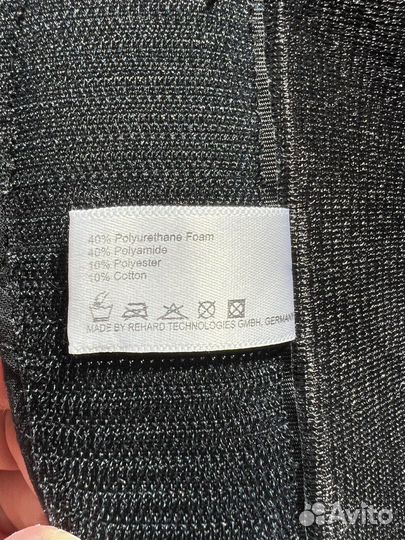 40% Polyurethane Foam
40% Polyamide
10% Polyester
10% Cotton
MADE BY REHARD TECHNOLOGIES GMBH, GERMANY
Avito